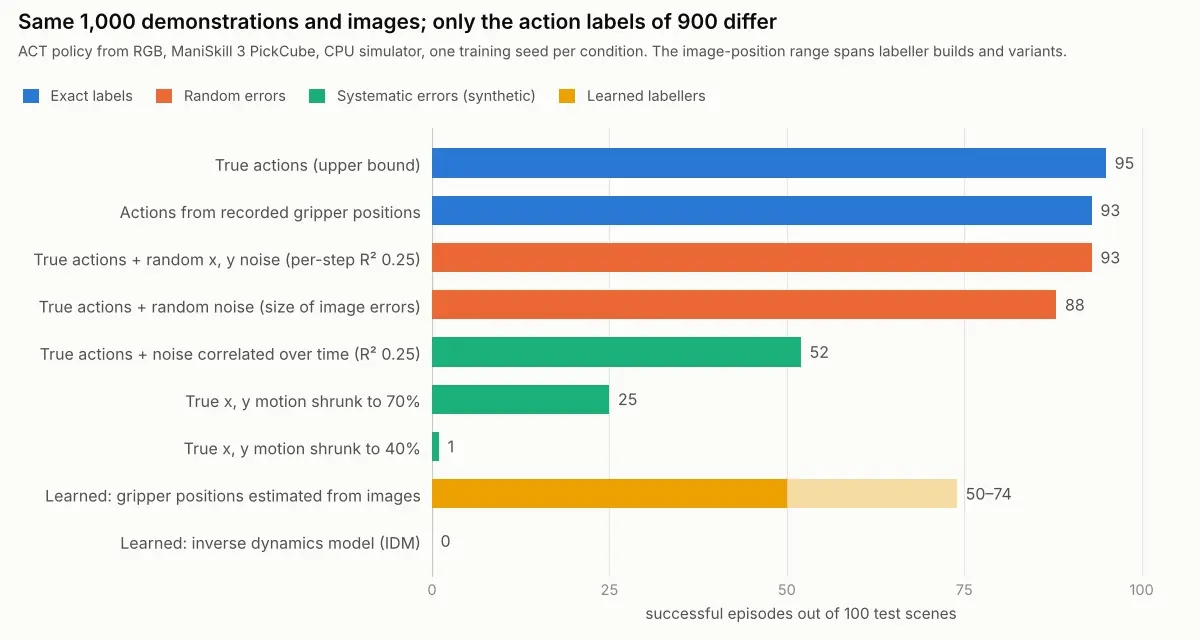 Same 1,000 demonstrations and images; only the action labels of 900 differ
ACT policy from RGB, ManiSkill 3 PickCube, CPU simulator, one training seed per condition. The image-position range spans labeller builds and variants.
Exact labels Random errors Systematic errors (synthetic) Learned labellers
True actions (upper bound) 95
Actions from recorded gripper positions 93
True actions + random x, y noise (per-step R² 0.25) 93
True actions + random noise (size of image errors) 88
True actions + noise correlated over time (R² 0.25) 52
True x, y motion shrunk to 70% 25
True x, y motion shrunk to 40% 1
Learned: gripper positions estimated from images 50–74
Learned: inverse dynamics model (IDM) 0
0 25 50 75 100
successful episodes out of 100 test scenes